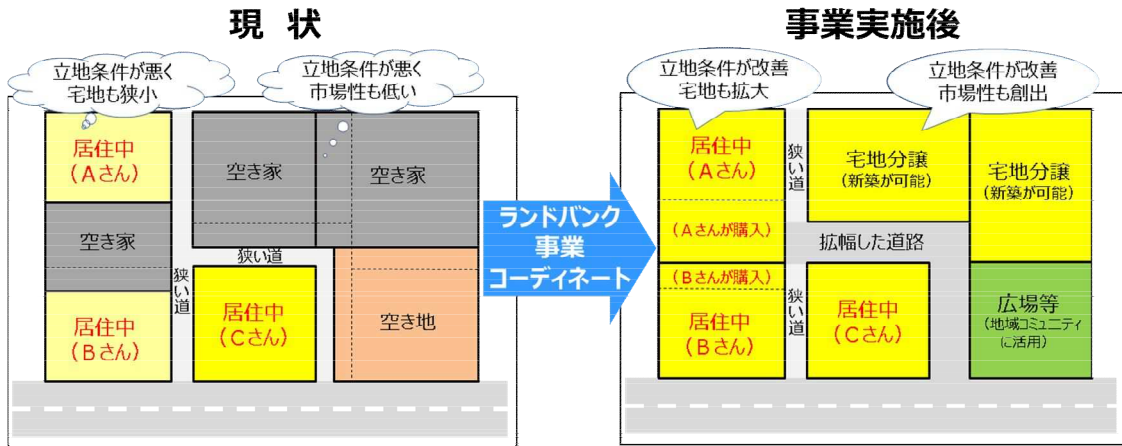 現 状
立地条件が悪く
宅地も狭小
立地条件が悪く
市場性も低い
居住中
(Aさん)
空き家
空き家
空き家
狭い道
狭い道
居住中
(Bさん)
居住中
(Cさん)
空き地
ランドバンク
事業
コーディネート
事業実施後
立地条件が改善
宅地も拡大
立地条件が改善
市場性も創出
居住中
(Aさん)
狭い道
宅地分譲
(新築が可能)
宅地分譲
(新築が可能)
(Aさんが購入)
拡幅した道路
(Bさんが購入)
狭い道
居住中
(Bさん)
居住中
(Cさん)
広場等
(地域コミュニティ
に活用)